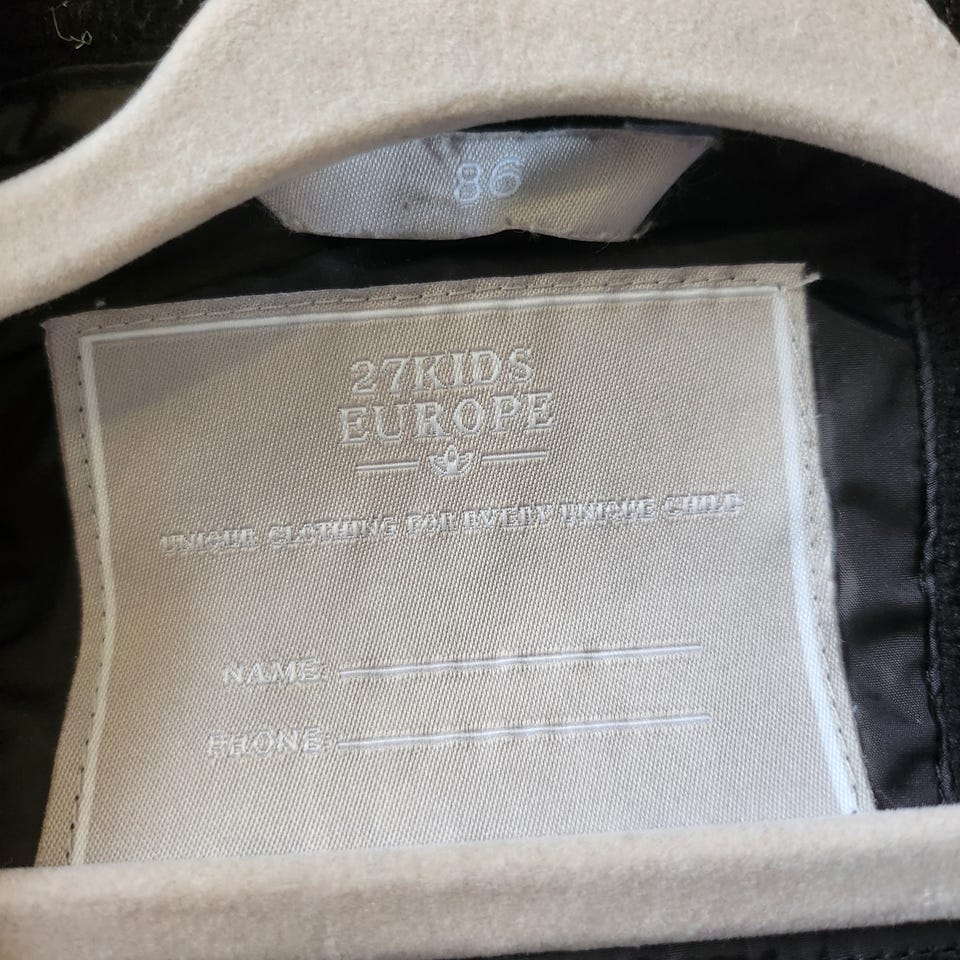 86
27KIDS
EUROPE
UNIQUE CLOTHING FOR EVERY UNIQUE CHILD
NAME:
PHONE: